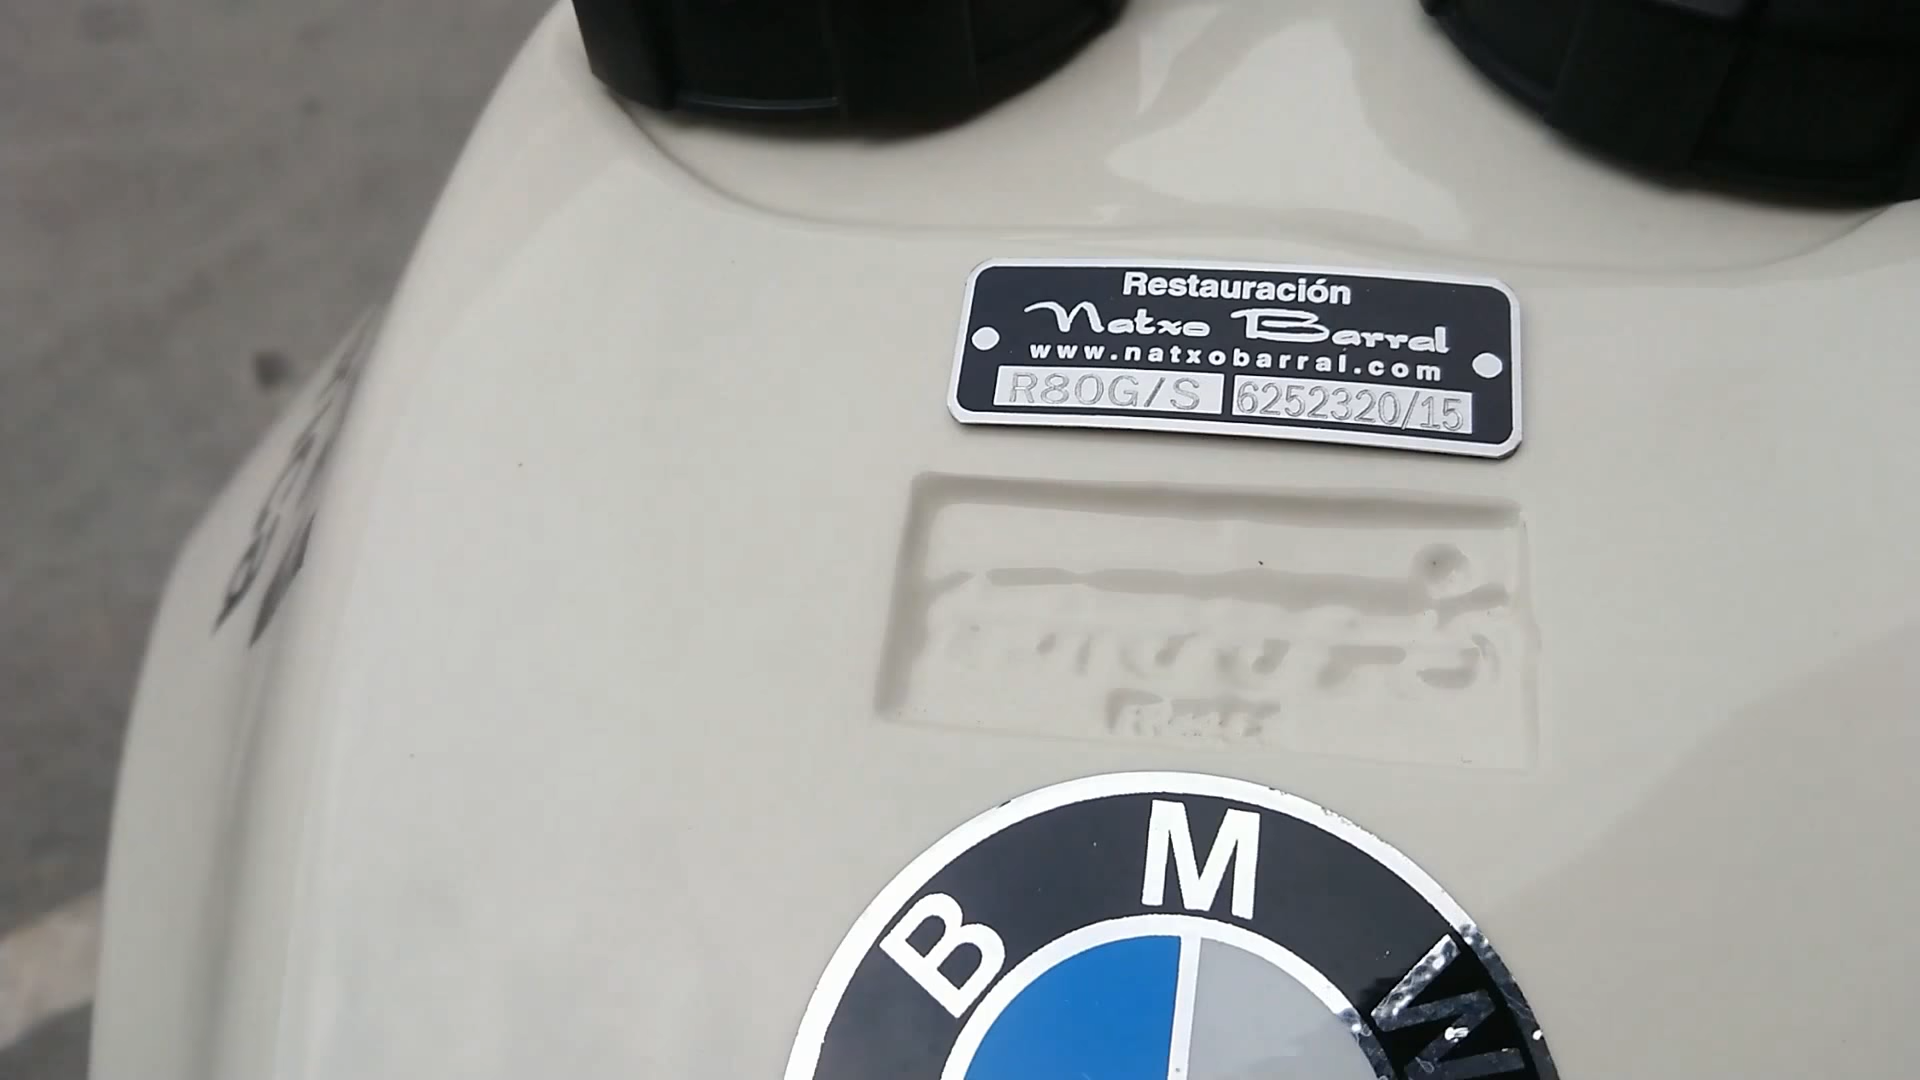 Restauración
Natxo Barral
www.natxobarral.com
R80G/S 6252320/15
BMW